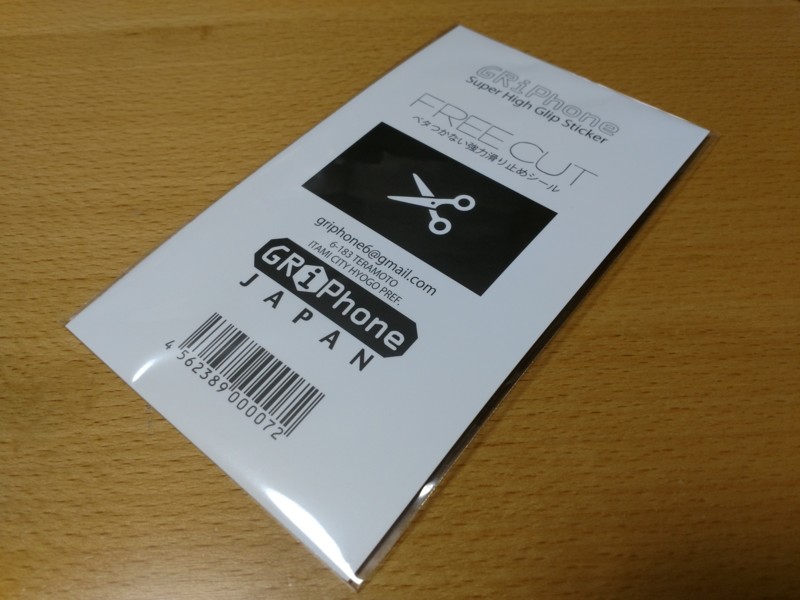 GRiPhone
Super High Glip Sticker
FREE CUT
ベタつかない強力滑り止めシール
griphone6@gmail.com
6-183 TERAMOTO
ITAMI CITY HYOGO PREF.
GRiPhone
JAPAN
4 562389 000072